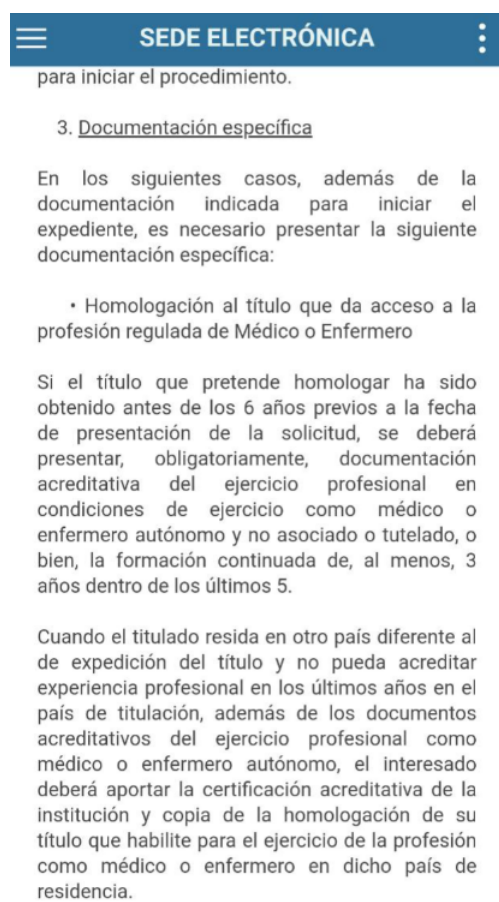 SEDE ELECTRÓNICA
para iniciar el procedimiento.
3. Documentación específica
En los siguientes casos, además de la
documentación indicada para iniciar el
expediente, es necesario presentar la siguiente
documentación específica:
• Homologación al título que da acceso a la
profesión regulada de Médico o Enfermero
Si el título que pretende homologar ha sido
obtenido antes de los 6 años previos a la fecha
de presentación de la solicitud, se deberá
presentar, obligatoriamente, documentación
acreditativa del ejercicio profesional en
condiciones de ejercicio como médico o
enfermero autónomo y no asociado o tutelado, o
bien, la formación continuada de, al menos, 3
años dentro de los últimos 5.
Cuando el titulado resida en otro país diferente al
de expedición del título y no pueda acreditar
experiencia profesional en los últimos años en el
país de titulación, además de los documentos
acreditativos del ejercicio profesional como
médico o enfermero autónomo, el interesado
deberá aportar la certificación acreditativa de la
institución y copia de la homologación de su
título que habilite para el ejercicio de la profesión
como médico o enfermero en dicho país de
residencia.